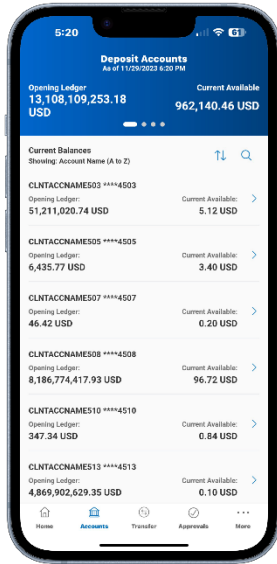 5:20
61
Deposit Accounts
As of 11/29/2023 6:20 PM
Opening Ledger
13,108,109,253.18
USD
Current Available
962,140.46 USD
Current Balances
Showing: Account Name (A to Z)
CLNTACCNAME503 ****4503
Opening Ledger: Current Available:
51,211,020.74 USD 5.12 USD
CLNTACCNAME505 ****4505
Opening Ledger: Current Available:
6,435.77 USD 3.40 USD
CLNTACCNAME507 ****4507
Opening Ledger: Current Available:
46.42 USD 0.20 USD
CLNTACCNAME508 ****4508
Opening Ledger: Current Available:
8,186,774,417.93 USD 96.72 USD
CLNTACCNAME510 ****4510
Opening Ledger: Current Available:
347.34 USD 0.84 USD
CLNTACCNAME513 ****4513
Opening Ledger: Current Available:
4,869,902,629.35 USD 0.10 USD
Home Accounts Transfer Approvals More